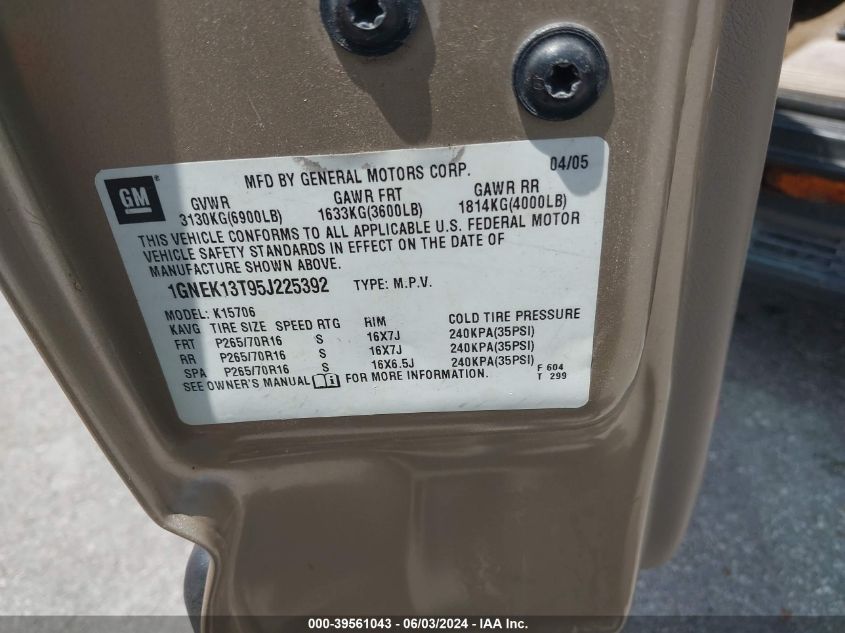 GM
MFD BY GENERAL MOTORS CORP. 04/05
GVWR GAWR FRT GAWR RR
3130KG(6900LB) 1633KG(3600LB) 1814KG(4000LB)
THIS VEHICLE CONFORMS TO ALL APPLICABLE U.S. FEDERAL MOTOR
VEHICLE SAFETY STANDARDS IN EFFECT ON THE DATE OF
MANUFACTURE SHOWN ABOVE.
1GNEK13T95J225392 TYPE: M.P.V.
MODEL: K15706
KAVG TIRE SIZE SPEED RTG RIM COLD TIRE PRESSURE
FRT P265/70R16 S 16X7J 240KPA(35PSI)
RR P265/70R16 S 16X7J 240KPA(35PSI)
SPA P265/70R16 S 16X6.5J 240KPA(35PSI)
SEE OWNER'S MANUAL FOR MORE INFORMATION.
F 604
T 299
000-39561043 - 06/03/2024 - IAA Inc.